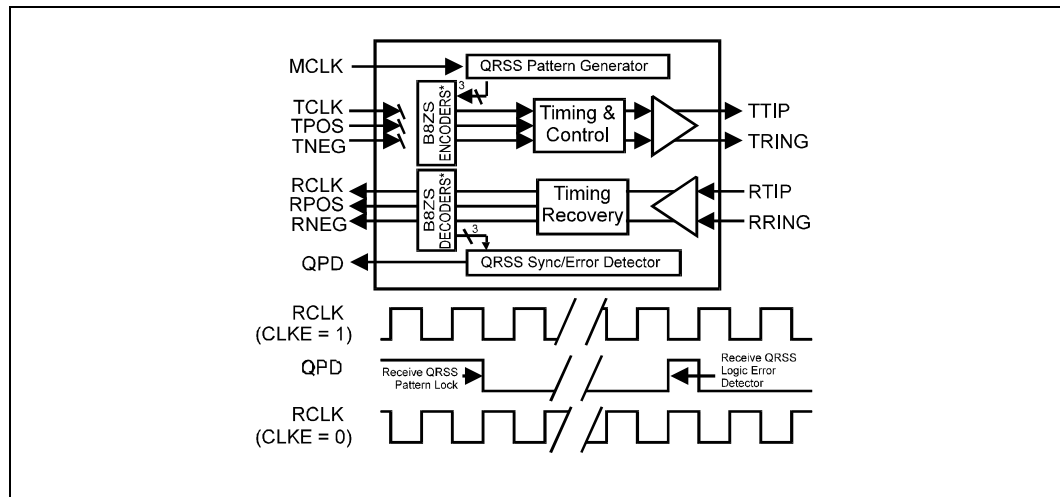 MCLK
QRSS Pattern Generator
3
TCLK
TPOS
TNEG
B8ZS
ENCODERS*
Timing &
Control
TTIP
TRING
RCLK
RPOS
RNEG
B8ZS
DECODERS*
Timing
Recovery
RTIP
RRING
3
QPD
QRSS Sync/Error Detector
RCLK
(CLKE = 1)
QPD
Receive QRSS
Pattern Lock
Receive QRSS
Logic Error
Detector
RCLK
(CLKE = 0)